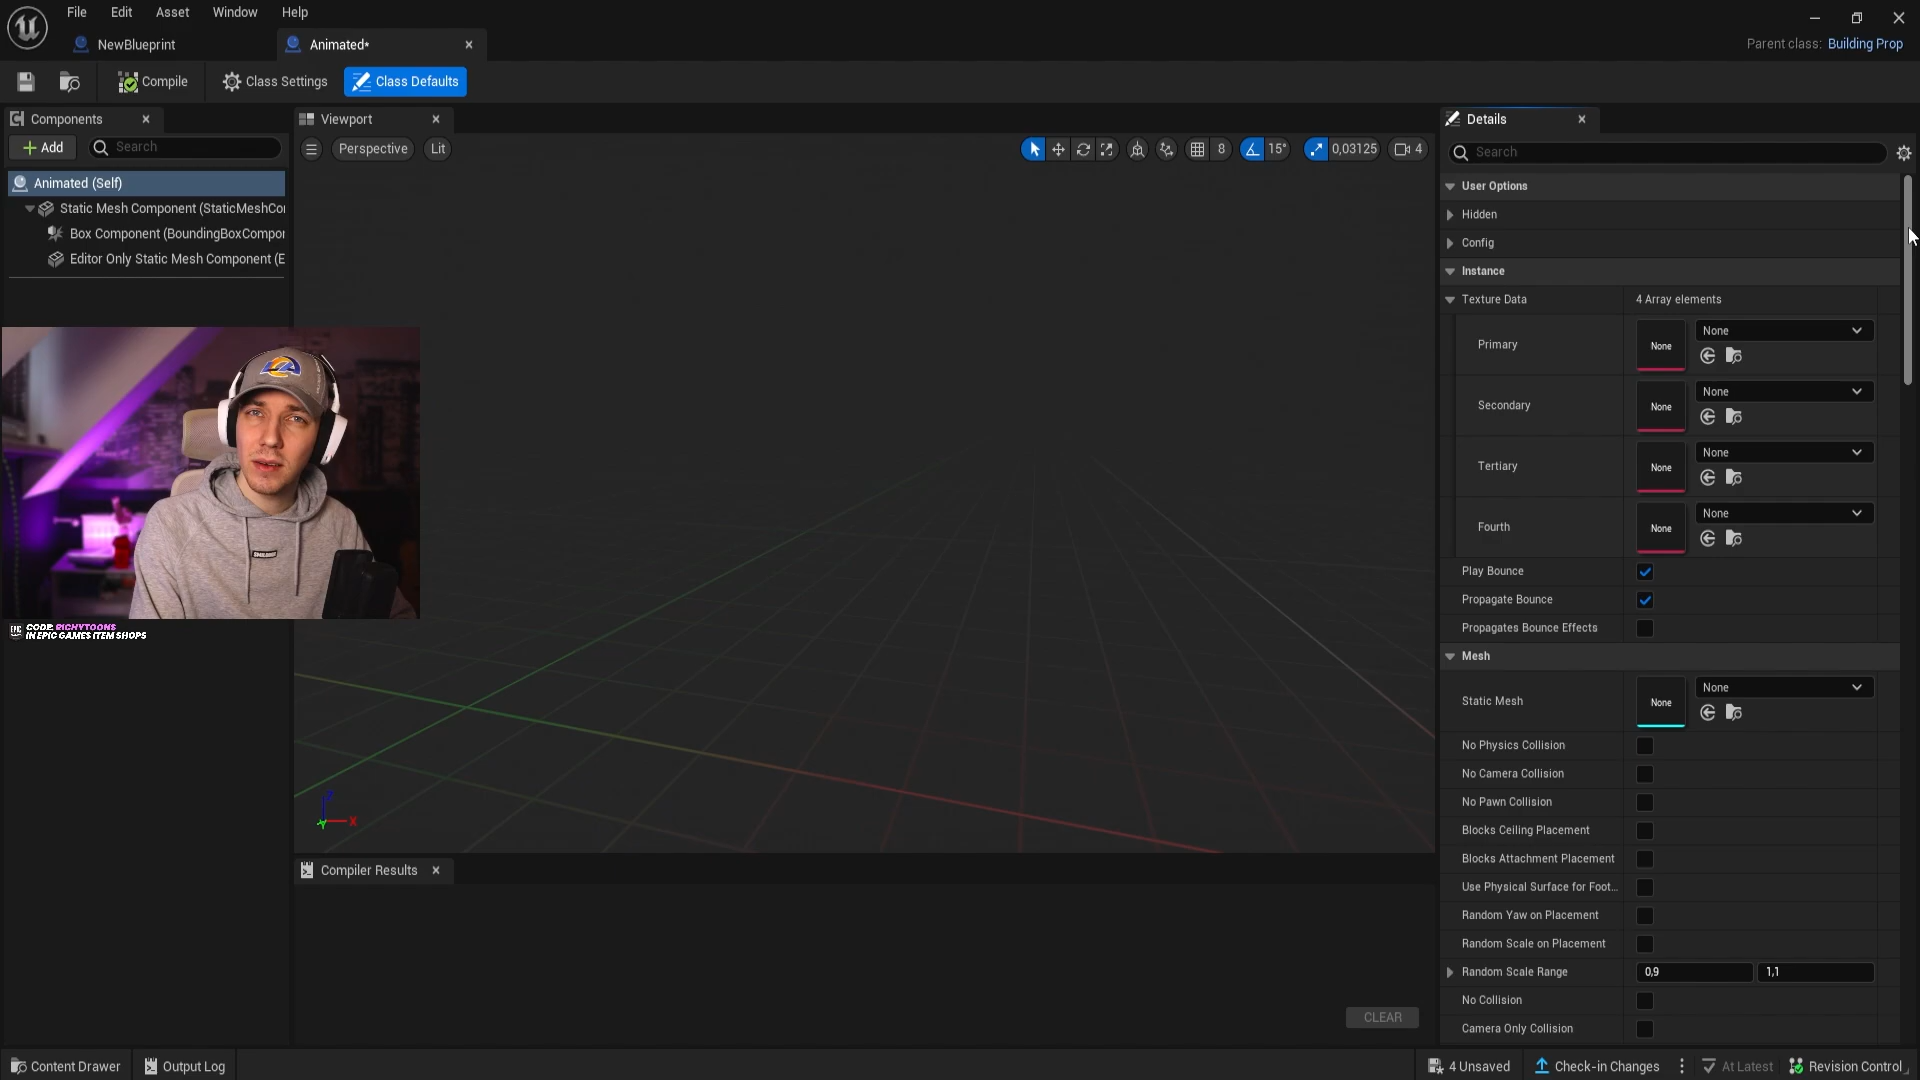 File Edit Asset Window Help
NewBlueprint
Animated*
Parent class: Building Prop
Compile
Class Settings
Class Defaults
Components
Add
Search
Animated (Self)
Static Mesh Component (StaticMeshCo
Box Component (BoundingBoxCompor
Editor Only Static Mesh Component (E
CODE: RICHYTOONS
IN EPIC GAMES ITEM SHOPS
Viewport
Perspective
Lit
8
15°
0,03125
4
X
Compiler Results
CLEAR
Details
Search
User Options
Hidden
Config
Instance
Texture Data 4 Array elements
Primary None None
Secondary None None
Tertiary None None
Fourth None None
Play Bounce
Propagate Bounce
Propagates Bounce Effects
Mesh
Static Mesh None None
No Physics Collision
No Camera Collision
No Pawn Collision
Blocks Ceiling Placement
Blocks Attachment Placement
Use Physical Surface for Foot...
Random Yaw on Placement
Random Scale on Placement
Random Scale Range 0,9 1,1
No Collision
Camera Only Collision
Content Drawer
Output Log
4 Unsaved
Check-in Changes
At Latest
Revision Control